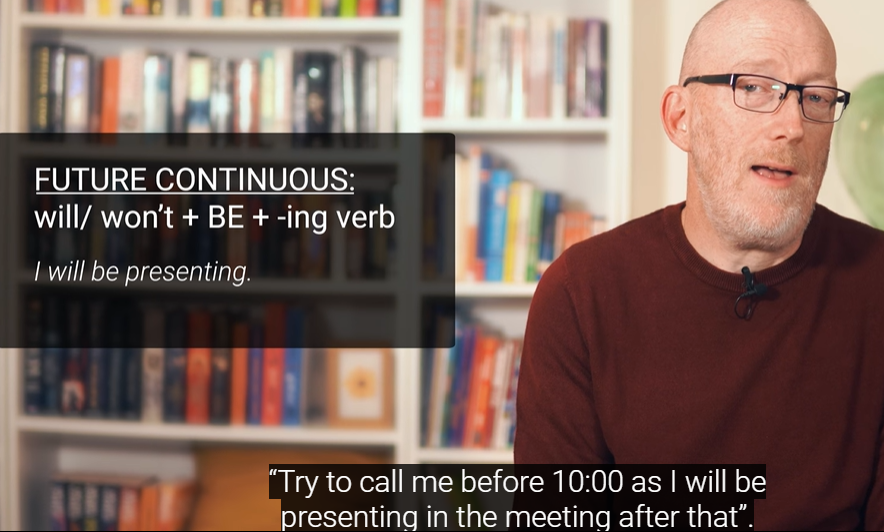 FUTURE CONTINUOUS:
will/ won’t + BE + -ing verb
I will be presenting.
“Try to call me before 10:00 as I will be
presenting in the meeting after that”.